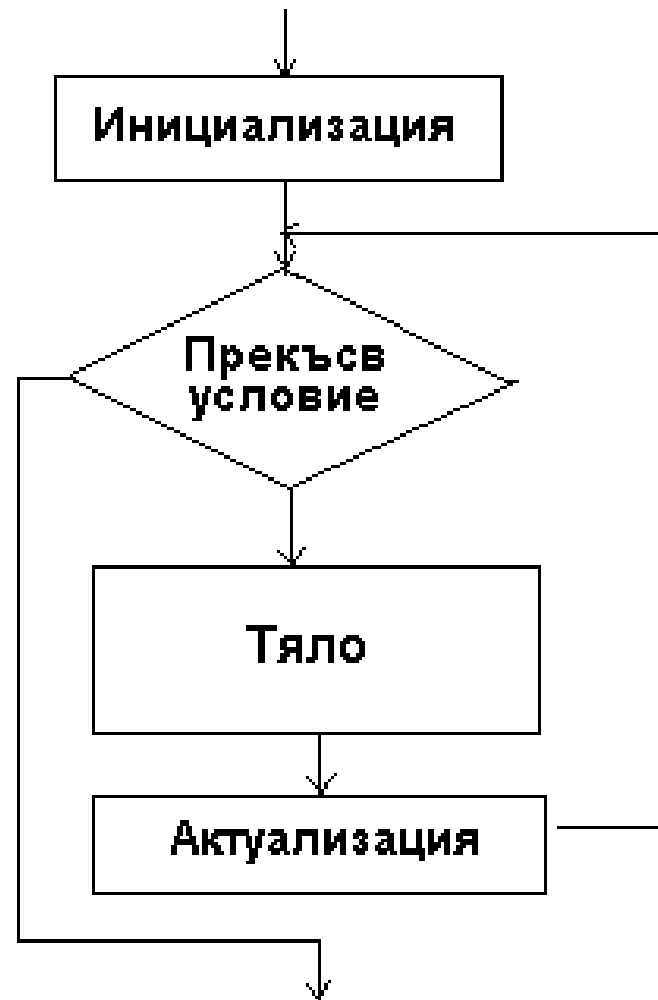 Инициализация
Прекъсв
условие
Тяло
Актуализация